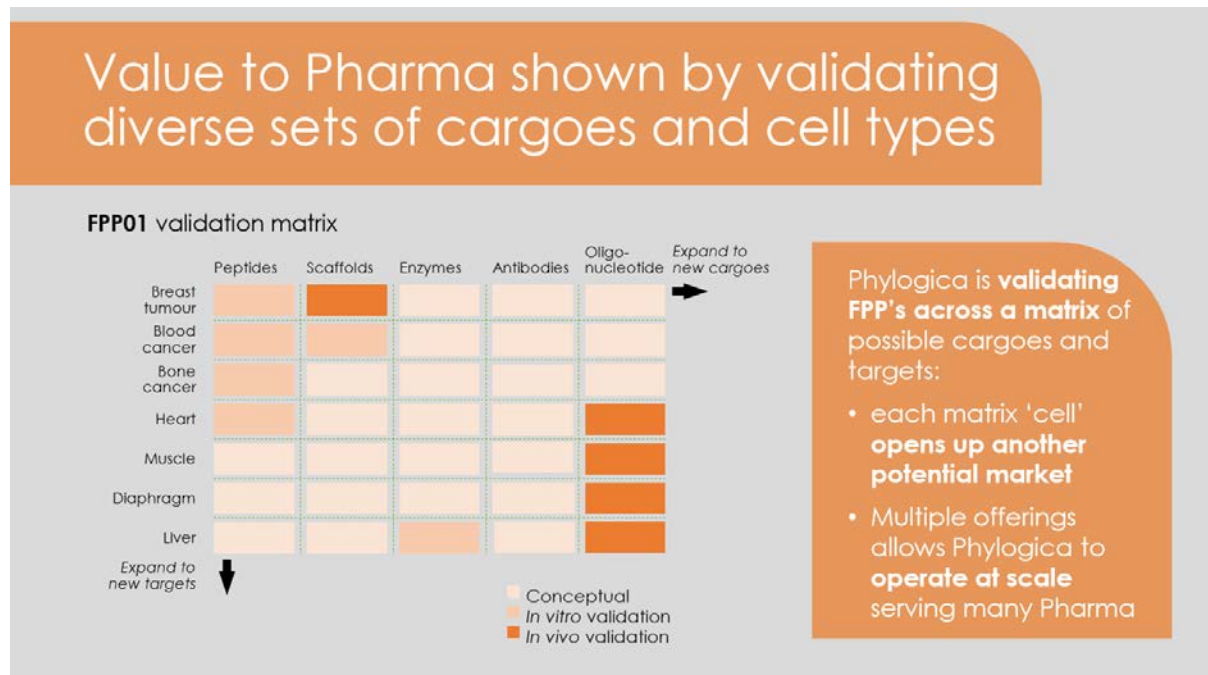 Value to Pharma shown by validating
diverse sets of cargoes and cell types
FPP01 validation matrix
Peptides Scaffolds Enzymes Antibodies Oligo-
nucleotide
Expand to
new cargoes
Breast
tumour
Blood
cancer
Bone
cancer
Heart
Muscle
Diaphragm
Liver
Expand to
new targets
Conceptual
In vitro validation
In vivo validation
Phylogica is validating
FPP's across a matrix of
possible cargoes and
targets:
• each matrix ‘cell’
opens up another
potential market
• Multiple offerings
allows Phylogica to
operate at scale
serving many Pharma